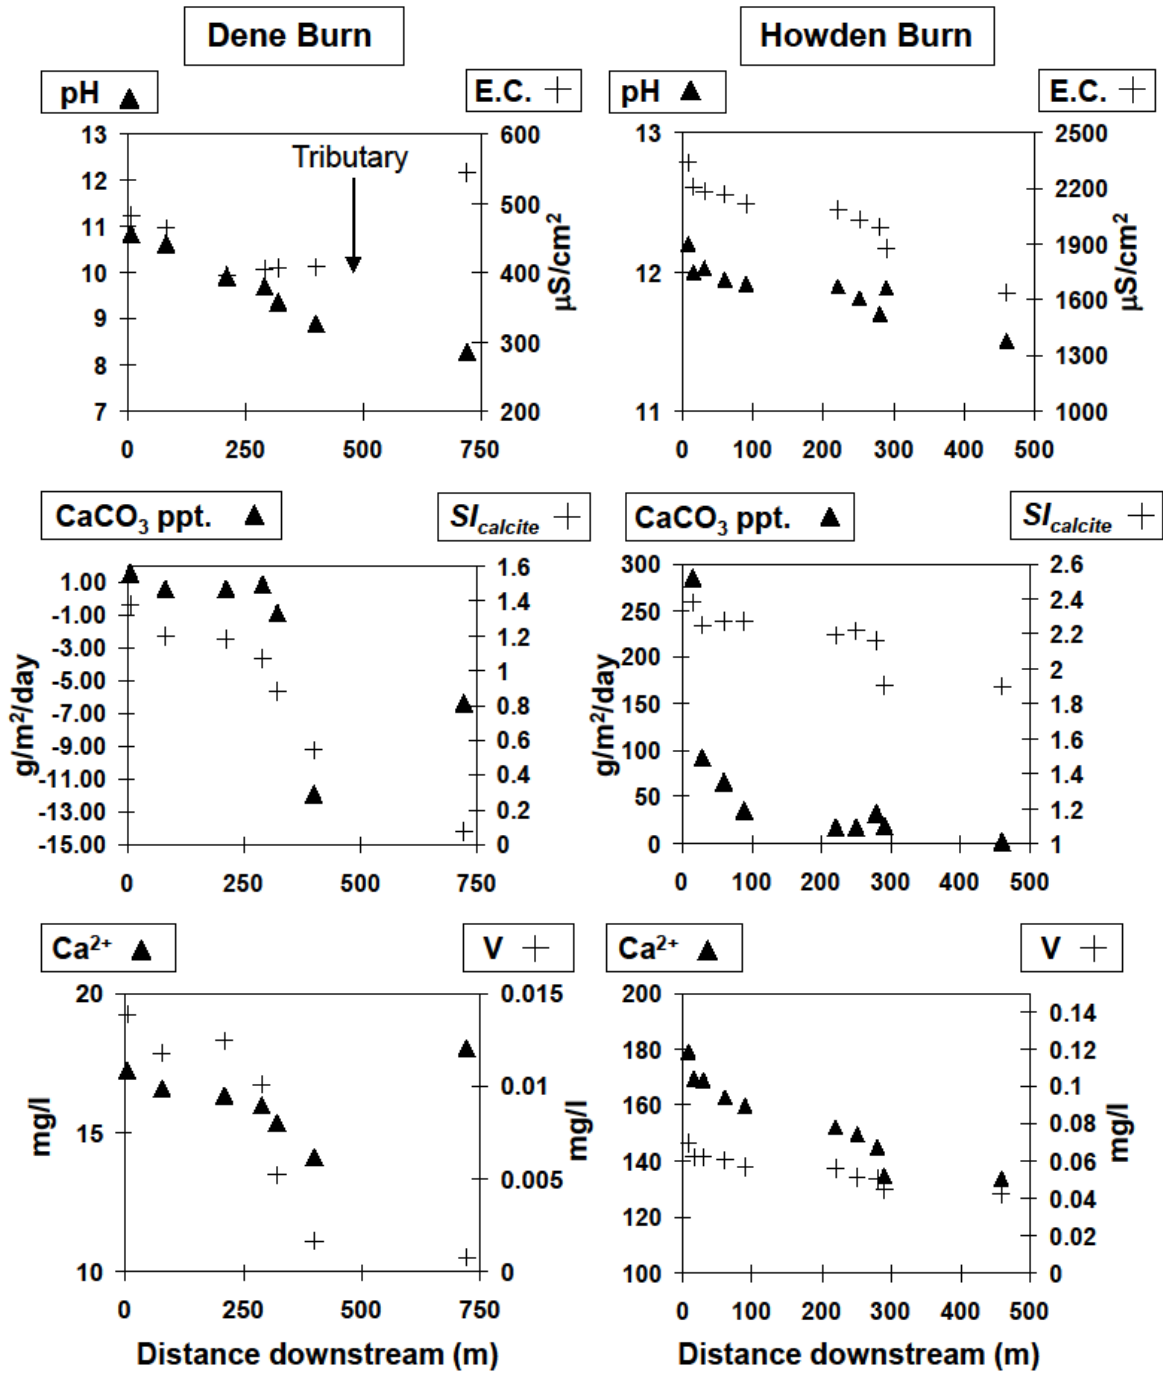 Dene Burn
Howden Burn
pH
E.C.
pH
E.C.
13
12
11
10
9
8
7
Tributary
600
500
400
300
200
μS/cm2
0 250 500 750
13
12
11
2500
2200
1900
1600
1300
1000
μS/cm2
0 100 200 300 400 500
CaCO3 ppt.
SIcalcite
CaCO3 ppt.
SIcalcite
g/m2/day
1.00
-1.00
-3.00
-5.00
-7.00
-9.00
-11.00
-13.00
-15.00
1.6
1.4
1.2
1
0.8
0.6
0.4
0.2
0
0 250 500 750
g/m2/day
300
250
200
150
100
50
0
2.6
2.4
2.2
2
1.8
1.6
1.4
1.2
1
0 100 200 300 400 500
Ca2+
V
Ca2+
V
mg/l
20
15
10
0.015
0.01
0.005
0
mg/l
0 250 500 750
Distance downstream (m)
200
180
160
140
120
100
0.14
0.12
0.1
0.08
0.06
0.04
0.02
0
mg/l
0 100 200 300 400 500
Distance downstream (m)